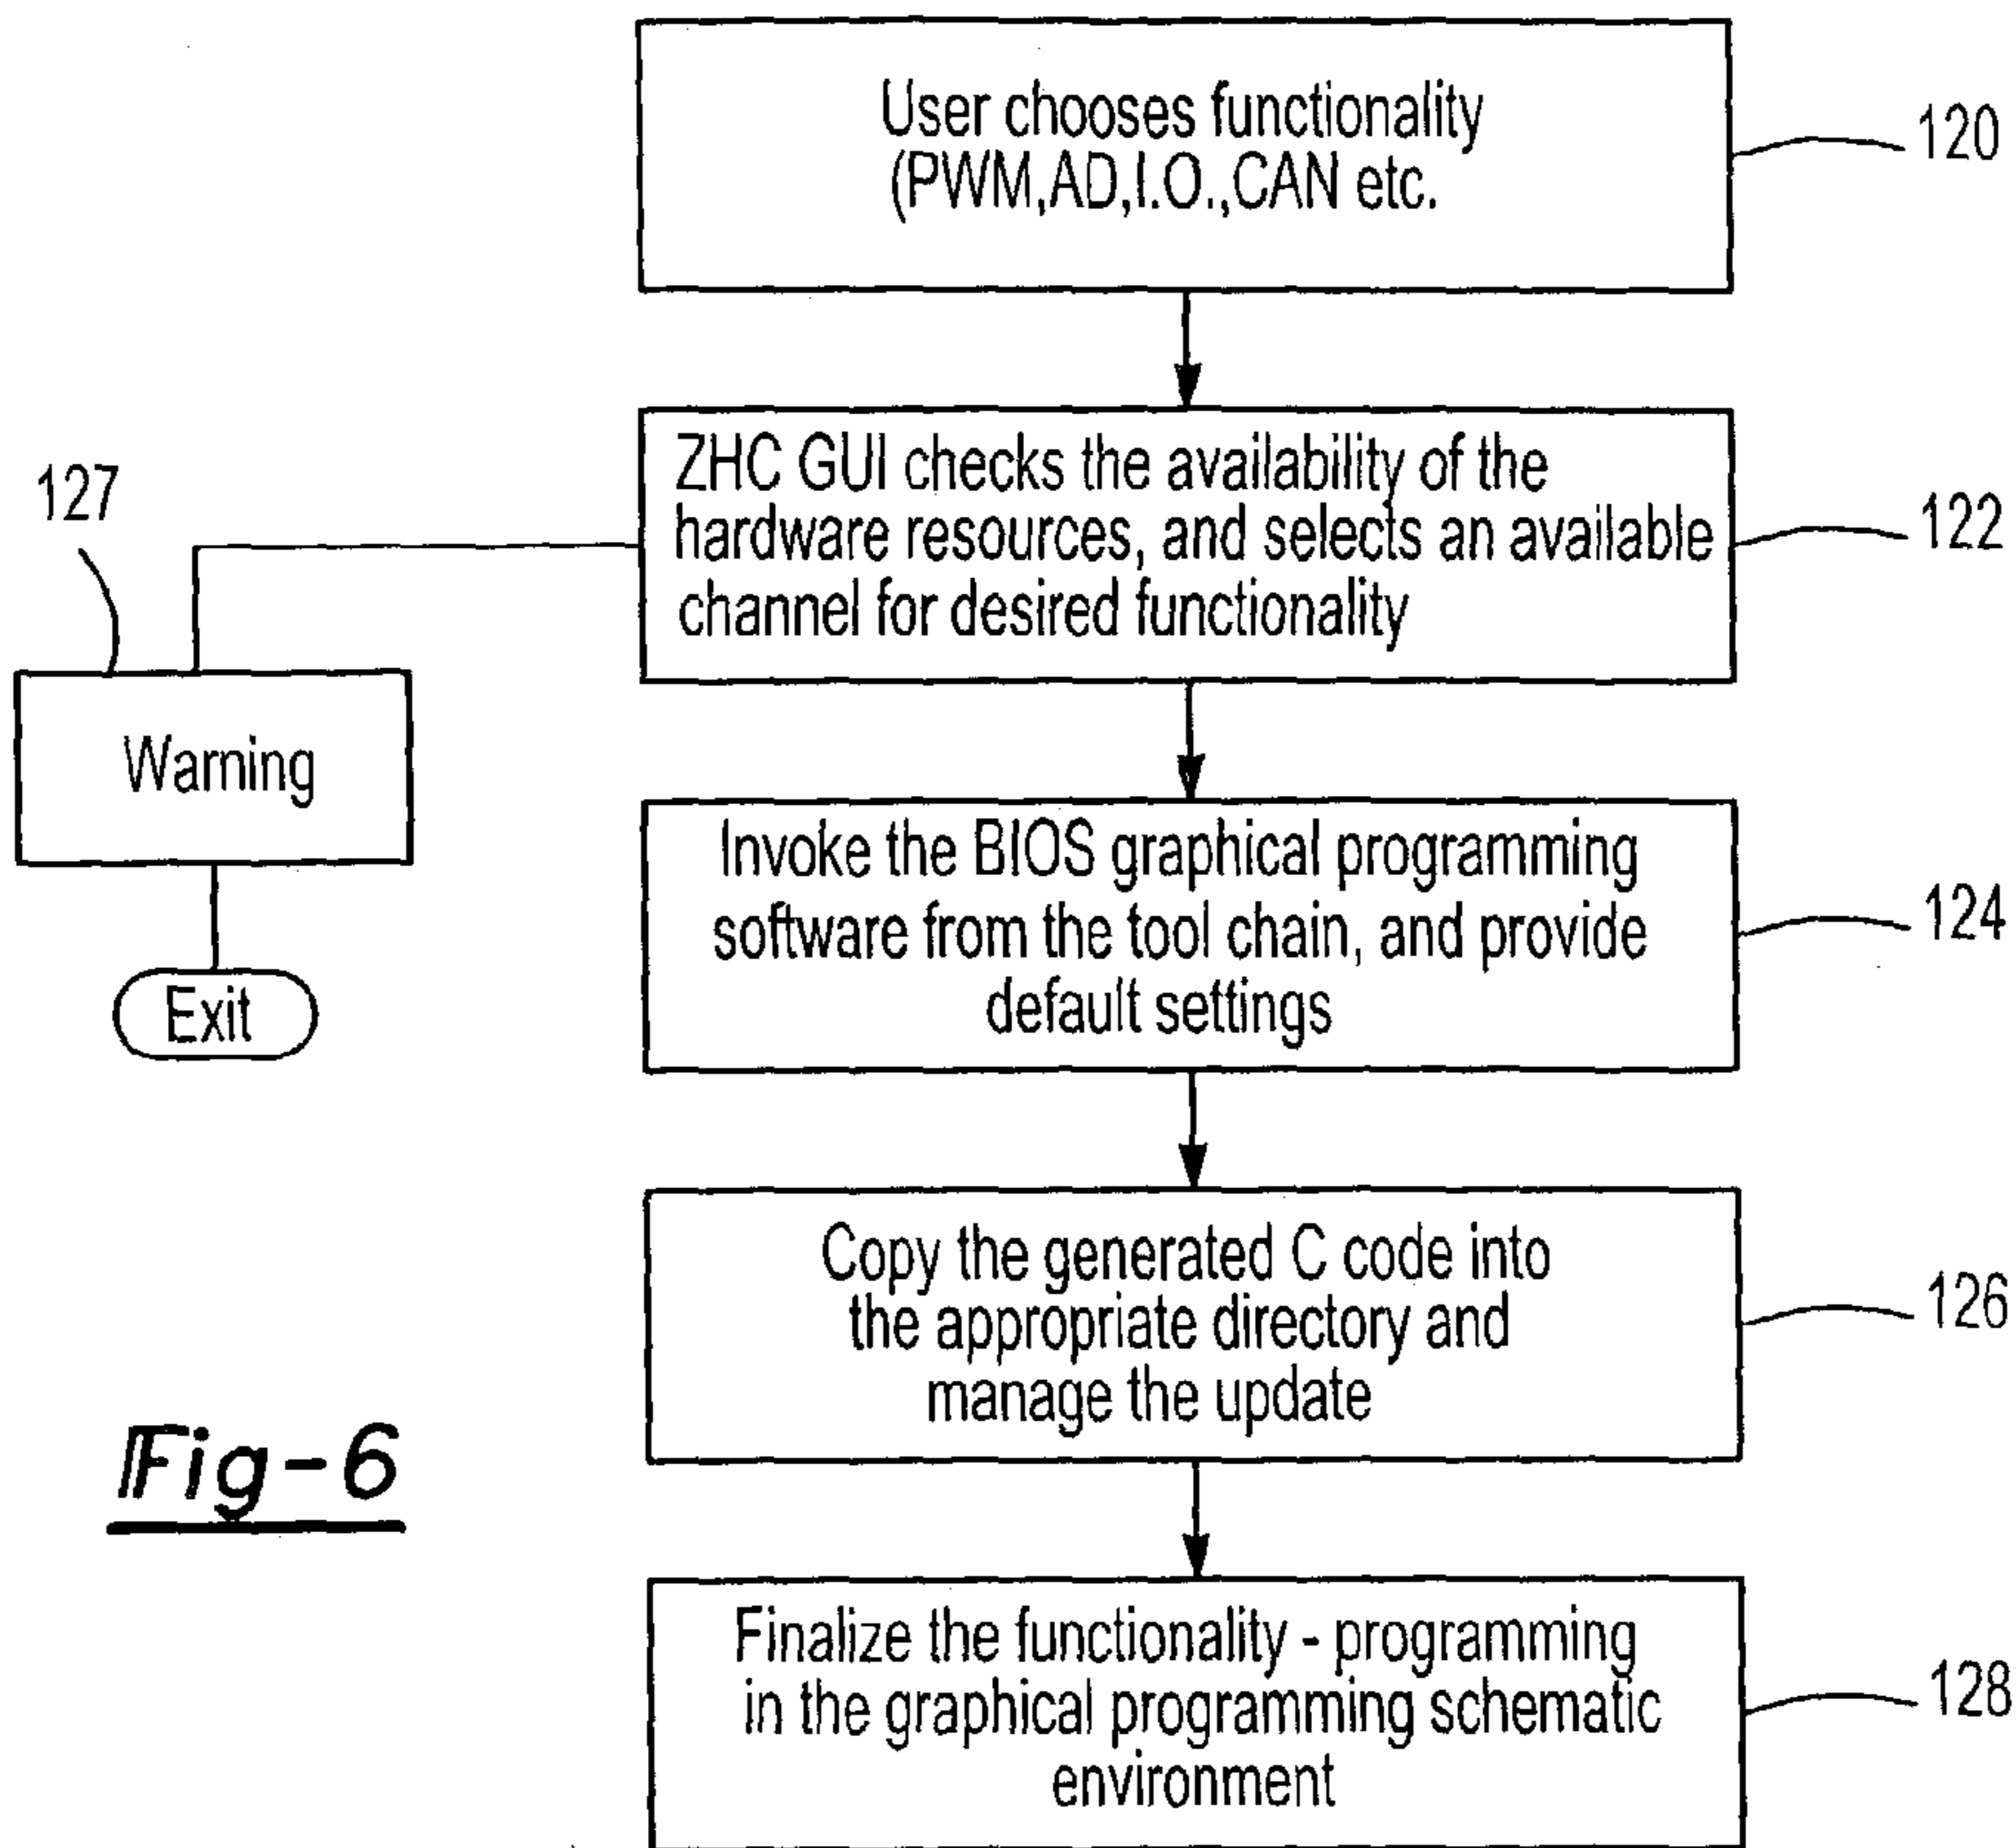 User chooses functionality
(PWM,AD,I.O.,CAN etc.
120
ZHC GUI checks the availability of the
hardware resources, and selects an available
channel for desired functionality
122
127
Warning
Exit
Invoke the BIOS graphical programming
software from the tool chain, and provide
default settings
124
Copy the generated C code into
the appropriate directory and
manage the update
126
Finalize the functionality - programming
in the graphical programming schematic
environment
128
Fig-6